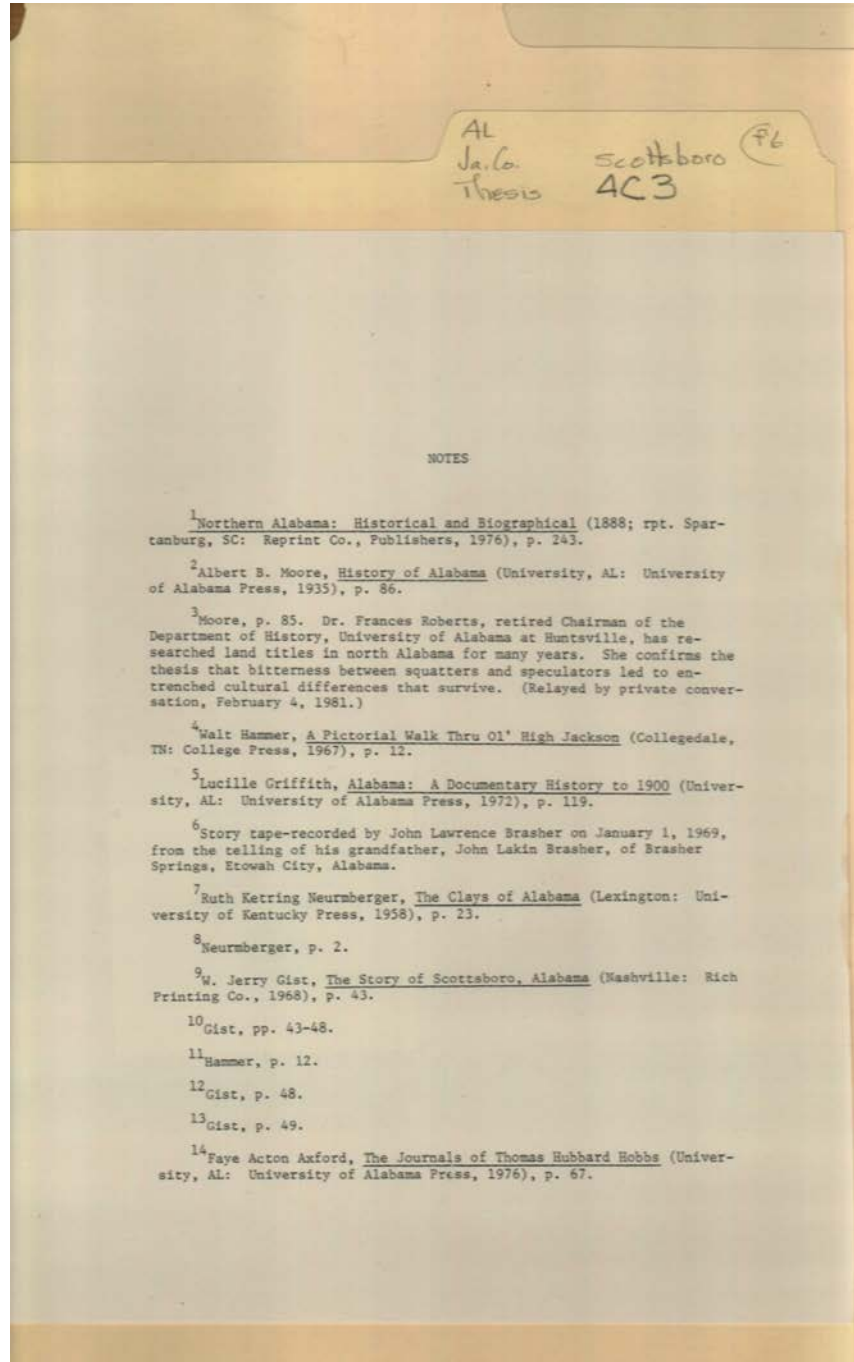 AL
Ja. Co. Scottsboro P6
Thesis 4C3
NOTES
1Northern Alabama: Historical and Biographical (1888; rpt. Spar-
tanburg, SC: Reprint Co., Publishers, 1976), p. 243.
2Albert B. Moore, History of Alabama (University, AL: University
of Alabama Press, 1935), p. 86.
3Moore, p. 85. Dr. Frances Roberts, retired Chairman of the
Department of History, University of Alabama at Huntsville, has re-
searched land titles in north Alabama for many years. She confirms the
thesis that bitterness between squatters and speculators led to en-
trenched cultural differences that survive. (Relayed by private conver-
sation, February 4, 1981.)
4Walt Hammer, A Pictorial Walk Thru Ol' High Jackson (Collegedale,
TN: College Press, 1967), p. 12.
5Lucille Griffith, Alabama: A Documentary History to 1900 (Univer-
sity, AL: University of Alabama Press, 1972), p. 119.
6Story tape-recorded by John Lawrence Brasher on January 1, 1969,
from the telling of his grandfather, John Lakin Brasher, of Brasher
Springs, Etowah City, Alabama.
7Ruth Ketring Neurmberger, The Clays of Alabama (Lexington: Uni-
versity of Kentucky Press, 1958), p. 23.
8Neurmberger, p. 2.
9W. Jerry Gist, The Story of Scottsboro, Alabama (Nashville: Rich
Printing Co., 1968), p. 43.
10Gist, pp. 43-48.
11Hammer, p. 12.
12Gist, p. 48.
13Gist, p. 49.
14Faye Acton Axford, The Journals of Thomas Hubbard Hobbs (Univer-
sity, AL: University of Alabama Press, 1976), p. 67.